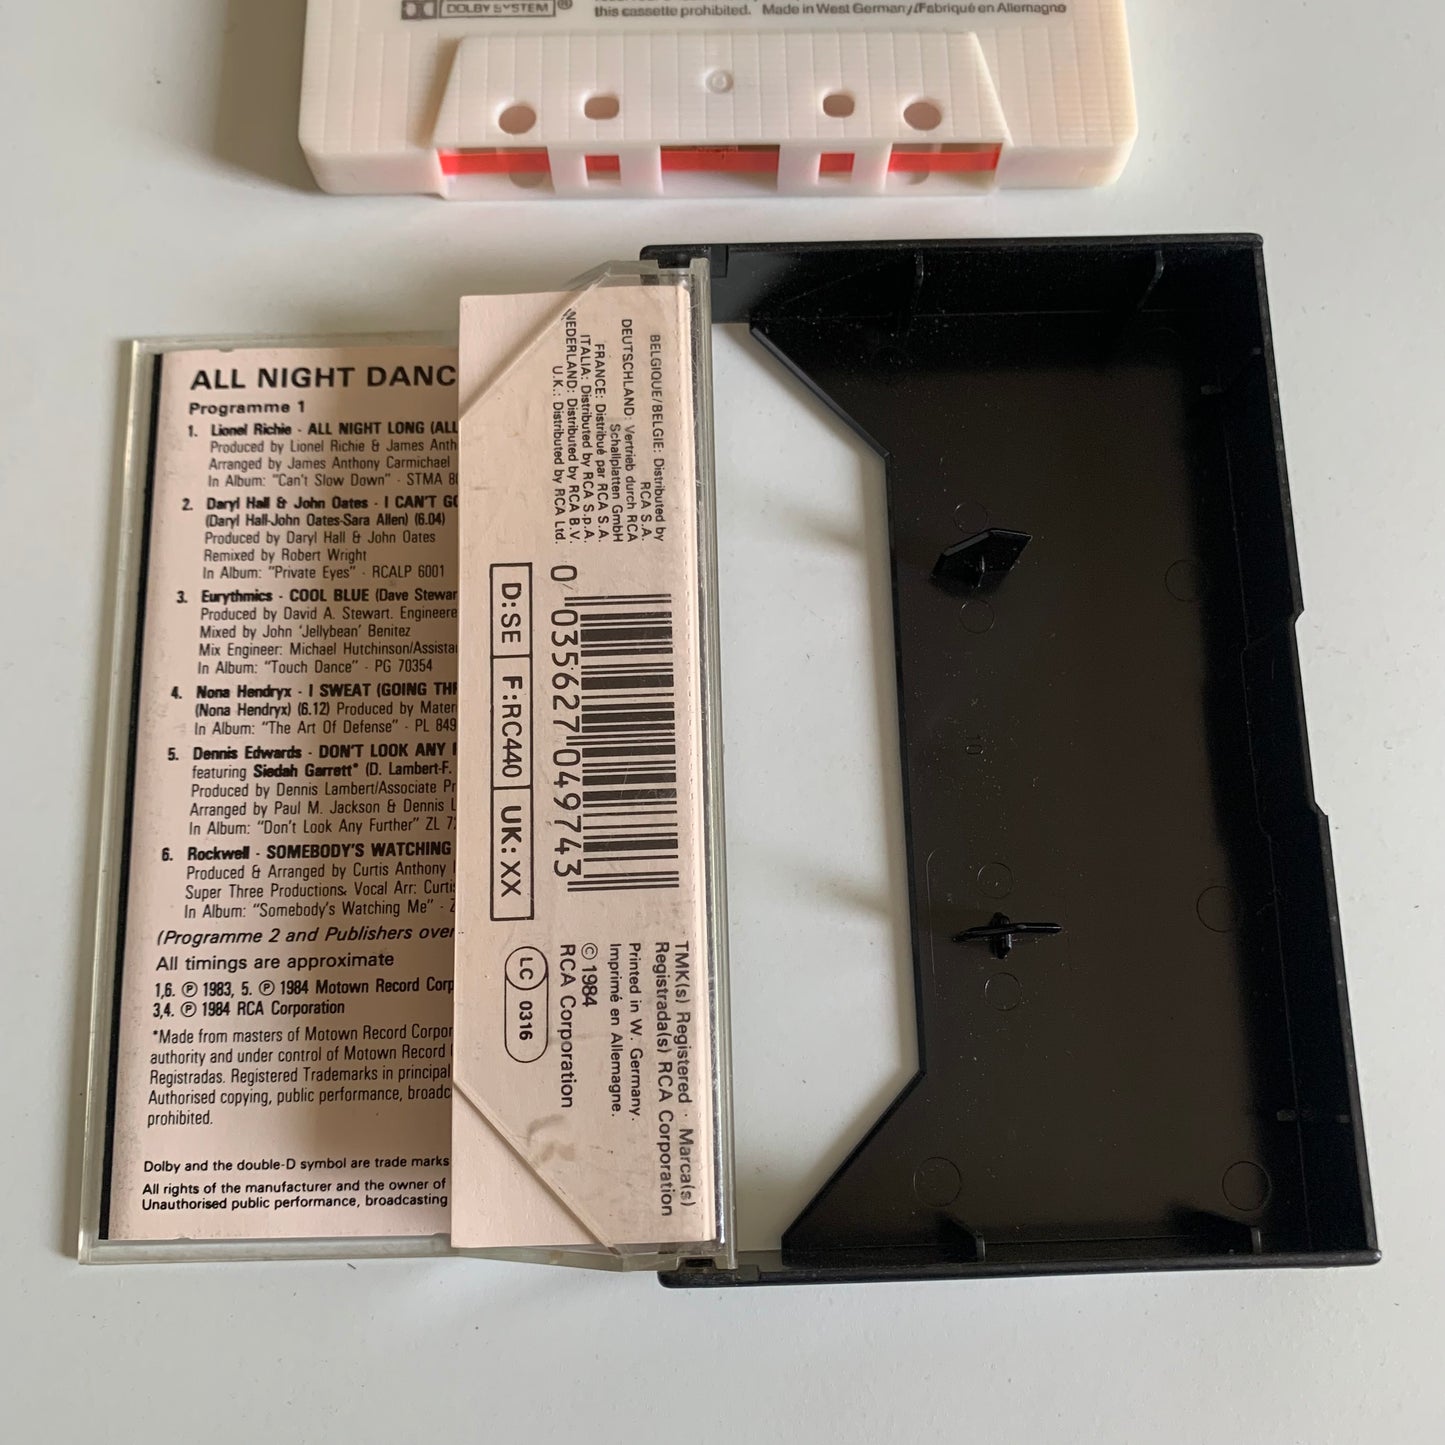 DOLBY SYSTEM ®
this cassette prohibited. Made in West Germany/Fabriqué en Allemagne
ALL NIGHT DANC
Programme 1
1. Lionel Richie - ALL NIGHT LONG (ALL
Produced by Lionel Richie & James Anth
Arranged by James Anthony Carmichael
In Album: "Can't Slow Down" - STMA 80
2. Daryl Hall & John Oates - I CAN'T GO
(Daryl Hall-John Oates-Sara Allen) (6.04)
Produced by Daryl Hall & John Oates
Remixed by Robert Wright
In Album: "Private Eyes" - RCALP 6001
3. Eurythmics - COOL BLUE (Dave Stewar
Produced by David A. Stewart. Engineere
Mixed by John 'Jellybean' Benitez
Mix Engineer: Michael Hutchinson/Assista
In Album: "Touch Dance" - PG 70354
4. Nona Hendryx - I SWEAT (GOING THR
(Nona Hendryx) (6.12) Produced by Mater
In Album: "The Art Of Defense" - PL 849
5. Dennis Edwards - DON'T LOOK ANY
featuring Siedah Garrett* (D. Lambert-F.
Produced by Dennis Lambert/Associate Pr
Arranged by Paul M. Jackson & Dennis L
In Album: "Don't Look Any Further" ZL 72
6. Rockwell - SOMEBODY'S WATCHING
Produced & Arranged by Curtis Anthony
Super Three Productions. Vocal Arr: Curtis
In Album: "Somebody's Watching Me" - Z
(Programme 2 and Publishers over
All timings are approximate
1,6. ℗ 1983, 5. ℗ 1984 Motown Record Corp
3,4. ℗ 1984 RCA Corporation
*Made from masters of Motown Record Corpor
authority and under control of Motown Record
Registradas. Registered Trademarks in principal
Authorised copying, public performance, broadc
prohibited.
Dolby and the double-D symbol are trade marks
All rights of the manufacturer and the owner of
Unauthorised public performance, broadcasting
BELGIQUE/BELGIE: Distributed by
RCA S.A.
DEUTSCHLAND: Vertrieb durch RCA
Schallplatten GmbH
FRANCE: Distribué par RCA S.A.
ITALIA: Distributed by RCA S.p.A.
NEDERLAND: Distributed by RCA B.V.
U.K.: Distributed by RCA Ltd.
0 035627 049743
D: SE F: RC440 UK: XX
TMK(s) Registered · Marca(s)
Registrada(s) RCA Corporation
Printed in W. Germany.
Imprimé en Allemagne.
© 1984
RCA Corporation
LC 0316
10